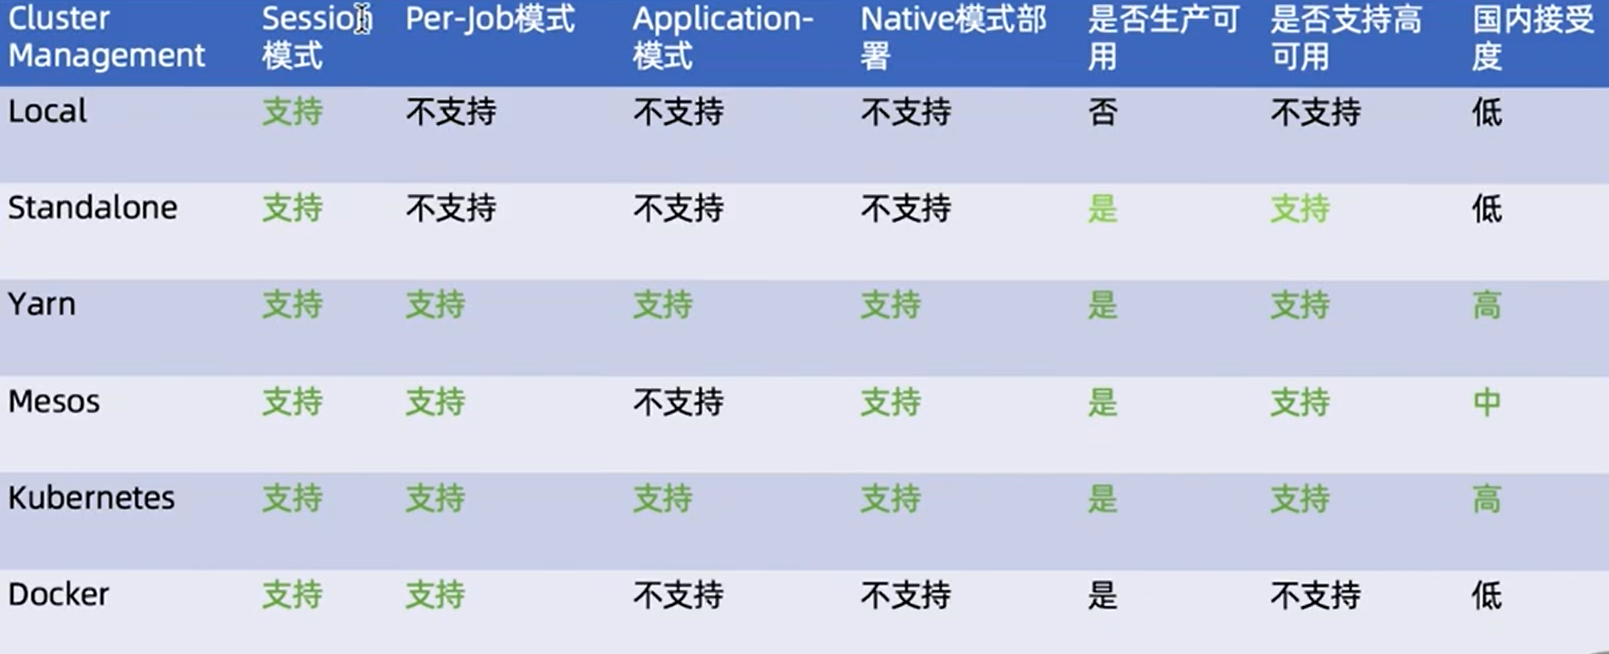 Cluster Management Session模式 Per-Job模式 Application-模式 Native模式部署 是否生产可用 是否支持高可用 国内接受度
Local 支持 不支持 不支持 不支持 否 不支持 低
Standalone 支持 不支持 不支持 不支持 是 支持 低
Yarn 支持 支持 支持 支持 是 支持 高
Mesos 支持 支持 不支持 支持 是 支持 中
Kubernetes 支持 支持 支持 支持 是 支持 高
Docker 支持 支持 不支持 不支持 是 不支持 低